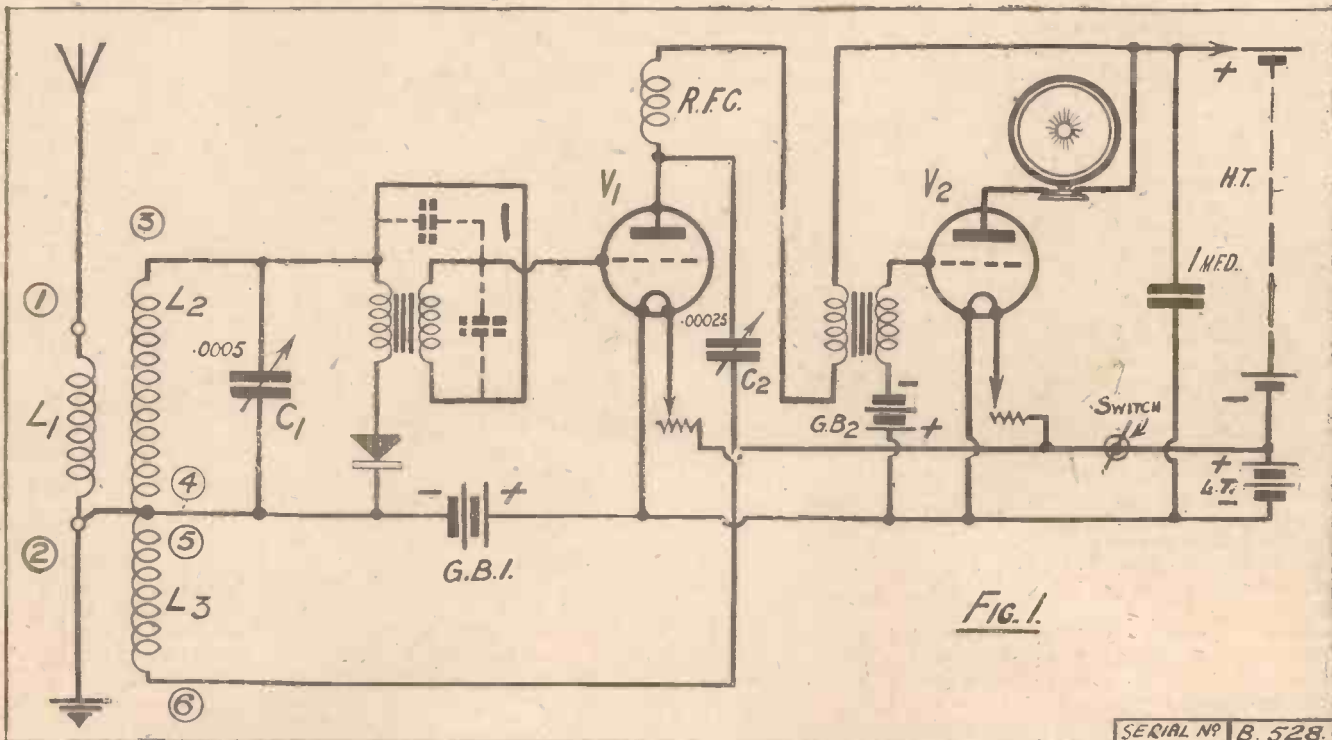 R.F.C.
V1
V2
+
H.T.
③
①
L2
.0005
C1
L1
.00025
C2
1 MFD.
-
G.B2
+
SWITCH
-
+
L.T.
-
④
②
⑤
- +
G.B.1.
L3
⑥
FIG. 1.
SERIAL Nº B. 528.